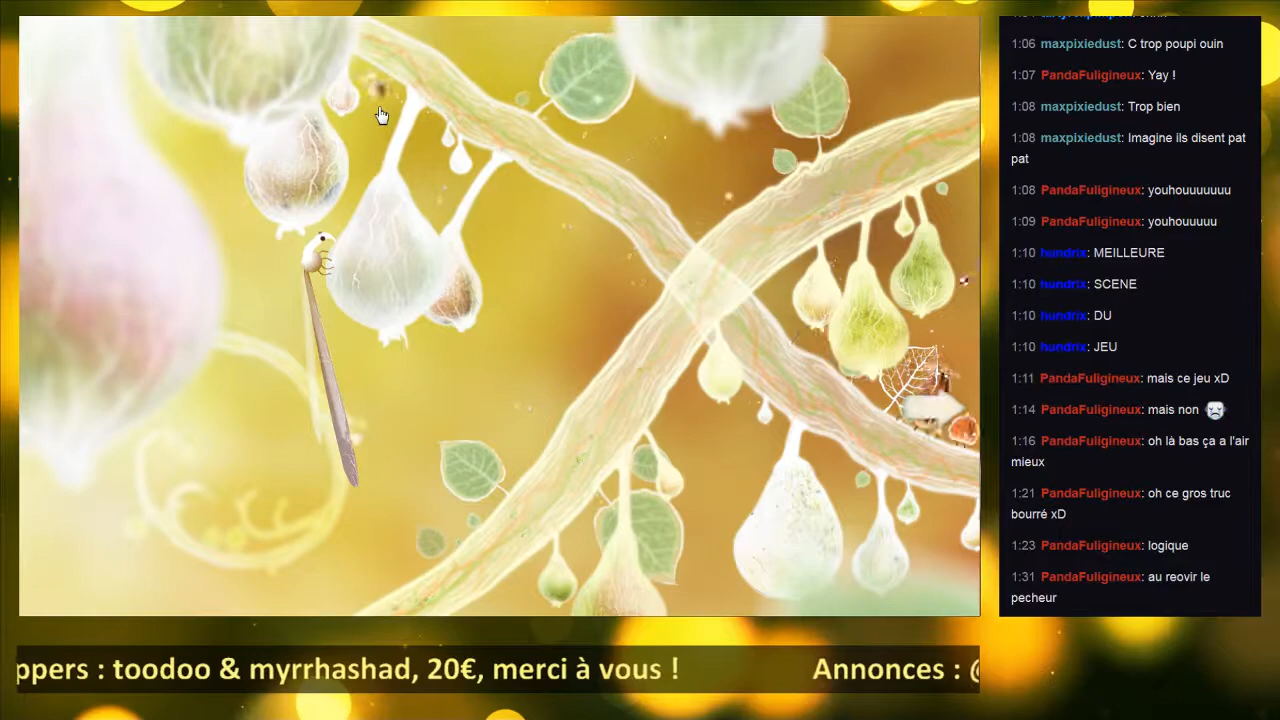 1:06 maxpixiedust: C trop poupi ouin
1:07 PandaFuligineux: Yay !
1:08 maxpixiedust: Trop bien
1:08 maxpixiedust: Imagine ils disent pat
pat
1:08 PandaFuligineux: youhouuuuuuu
1:09 PandaFuligineux: youhouuuuu
1:10 hundrix: MEILLEURE
1:10 hundrix: SCENE
1:10 hundrix: DU
1:10 hundrix: JEU
1:11 PandaFuligineux: mais ce jeu xD
1:14 PandaFuligineux: mais non
1:16 PandaFuligineux: oh là bas ça a l'air
mieux
1:21 PandaFuligineux: oh ce gros truc
bourré xD
1:23 PandaFuligineux: logique
1:31 PandaFuligineux: au reovir le
pecheur
ppers : toodoo & myrrhashad, 20€, merci à vous ! Annonces : @